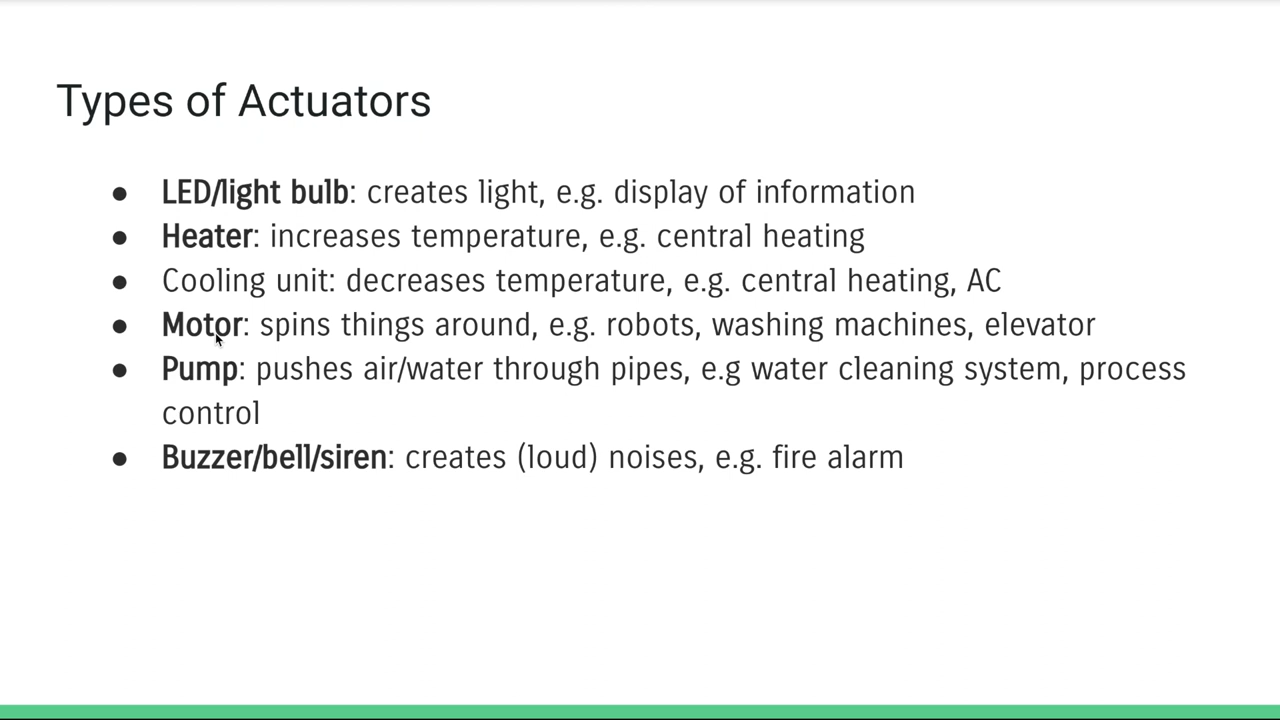 Types of Actuators
● LED/light bulb: creates light, e.g. display of information
● Heater: increases temperature, e.g. central heating
● Cooling unit: decreases temperature, e.g. central heating, AC
● Motor: spins things around, e.g. robots, washing machines, elevator
● Pump: pushes air/water through pipes, e.g water cleaning system, process
control
● Buzzer/bell/siren: creates (loud) noises, e.g. fire alarm